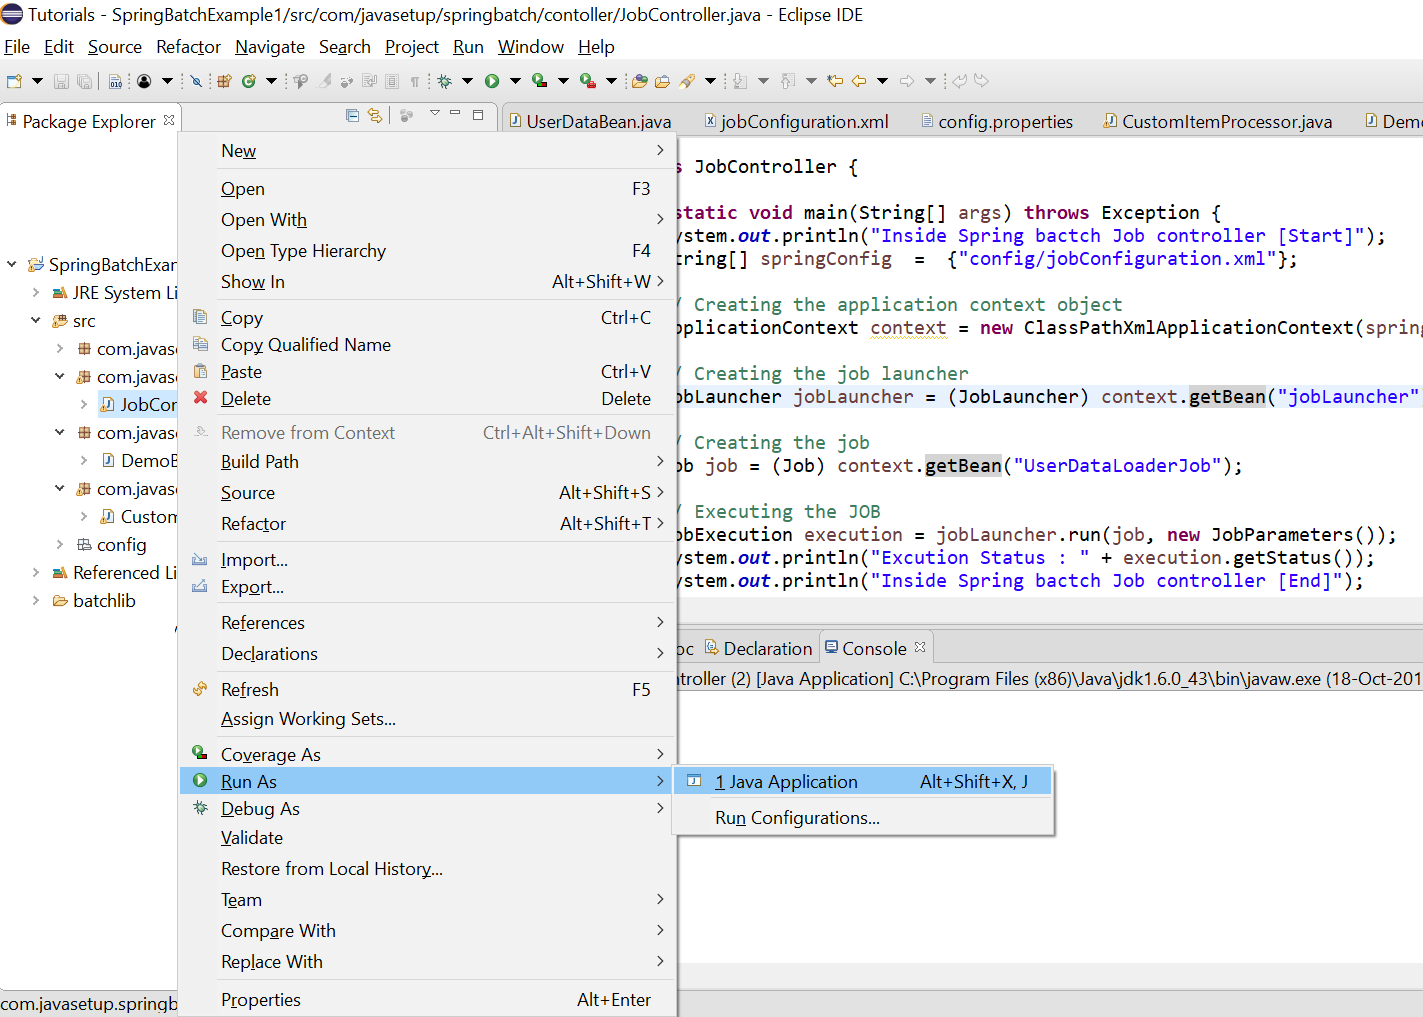 Tutorials - SpringBatchExample1/src/com/javasetup/springbatch/contoller/JobController.java - Eclipse IDE
File Edit Source Refactor Navigate Search Project Run Window Help
Package Explorer
UserDataBean.java jobConfiguration.xml config.properties CustomItemProcessor.java Demo
SpringBatchExar
JRE System Li
src
com.javas
com.javas
JobCor
com.javas
DemoB
com.javas
Custom
config
Referenced Li
batchlib
New
Open F3
Open With
Open Type Hierarchy F4
Show In Alt+Shift+W
Copy Ctrl+C
Copy Qualified Name
Paste Ctrl+V
Delete Delete
Remove from Context Ctrl+Alt+Shift+Down
Build Path
Source Alt+Shift+S
Refactor Alt+Shift+T
Import...
Export...
References
Declarations
Refresh F5
Assign Working Sets...
Coverage As
Run As
Debug As
Validate
Restore from Local History...
Team
Compare With
Replace With
Properties Alt+Enter
1 Java Application Alt+Shift+X, J
Run Configurations...
s JobController {
static void main(String[] args) throws Exception {
ystem.out.println("Inside Spring bactch Job controller [Start]");
tring[] springConfig = {"config/jobConfiguration.xml"};
/ Creating the application context object
pplicationContext context = new ClassPathXmlApplicationContext(spring
/ Creating the job launcher
obLauncher jobLauncher = (JobLauncher) context.getBean("jobLauncher"
/ Creating the job
ob job = (Job) context.getBean("UserDataLoaderJob");
/ Executing the JOB
obExecution execution = jobLauncher.run(job, new JobParameters());
ystem.out.println("Excution Status : " + execution.getStatus());
ystem.out.println("Inside Spring bactch Job controller [End]");
oc Declaration Console
ntroller (2) [Java Application] C:\Program Files (x86)\Java\jdk1.6.0_43\bin\javaw.exe (18-Oct-201
com.javasetup.springb